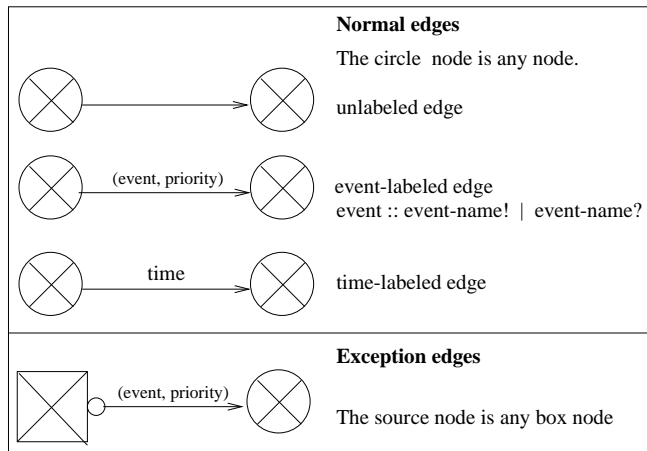 Normal edges
The circle node is any node.
unlabeled edge
(event, priority)
event-labeled edge
event :: event-name! | event-name?
time
time-labeled edge
Exception edges
(event, priority)
The source node is any box node